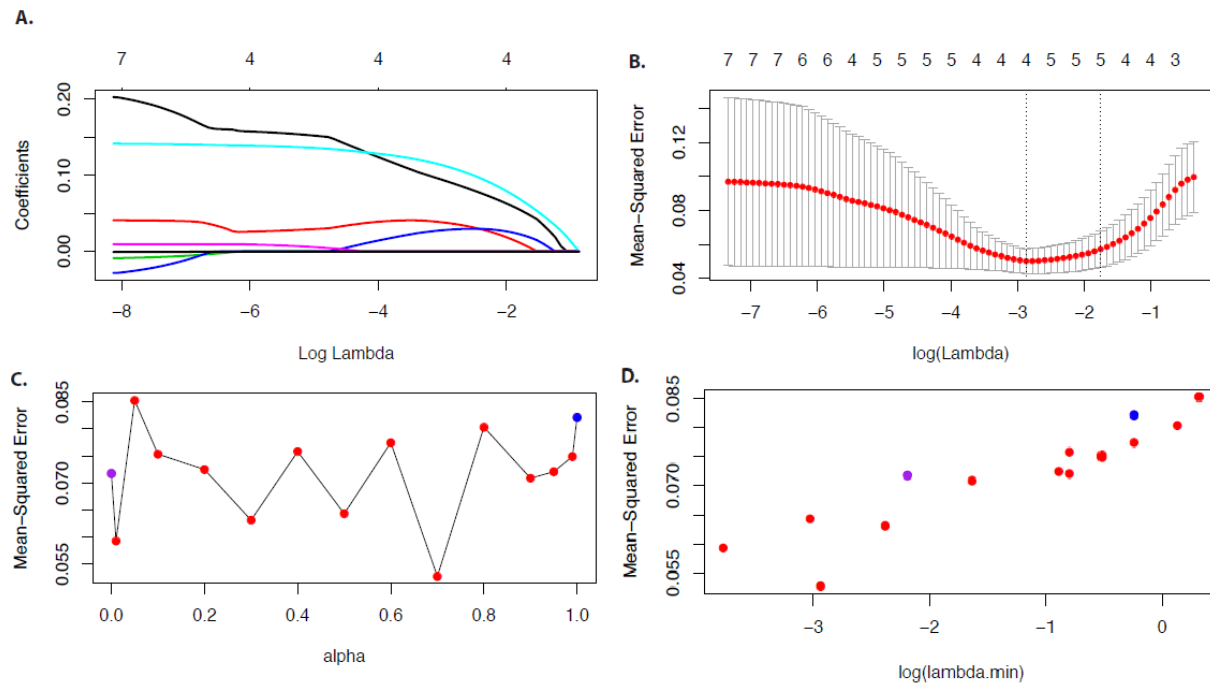 A.
7 4 4 4
0.20
0.10
0.00
Coefficients
−8 −6 −4 −2
Log Lambda
B.
7 7 7 6 6 4 5 5 5 5 4 4 4 5 5 5 4 4 3
0.12
0.08
0.04
Mean−Squared Error
−7 −6 −5 −4 −3 −2 −1
log(Lambda)
C.
0.085
0.070
0.055
Mean−Squared Error
0.0 0.2 0.4 0.6 0.8 1.0
alpha
D.
0.085
0.070
0.055
Mean−Squared Error
−3 −2 −1 0
log(lambda.min)